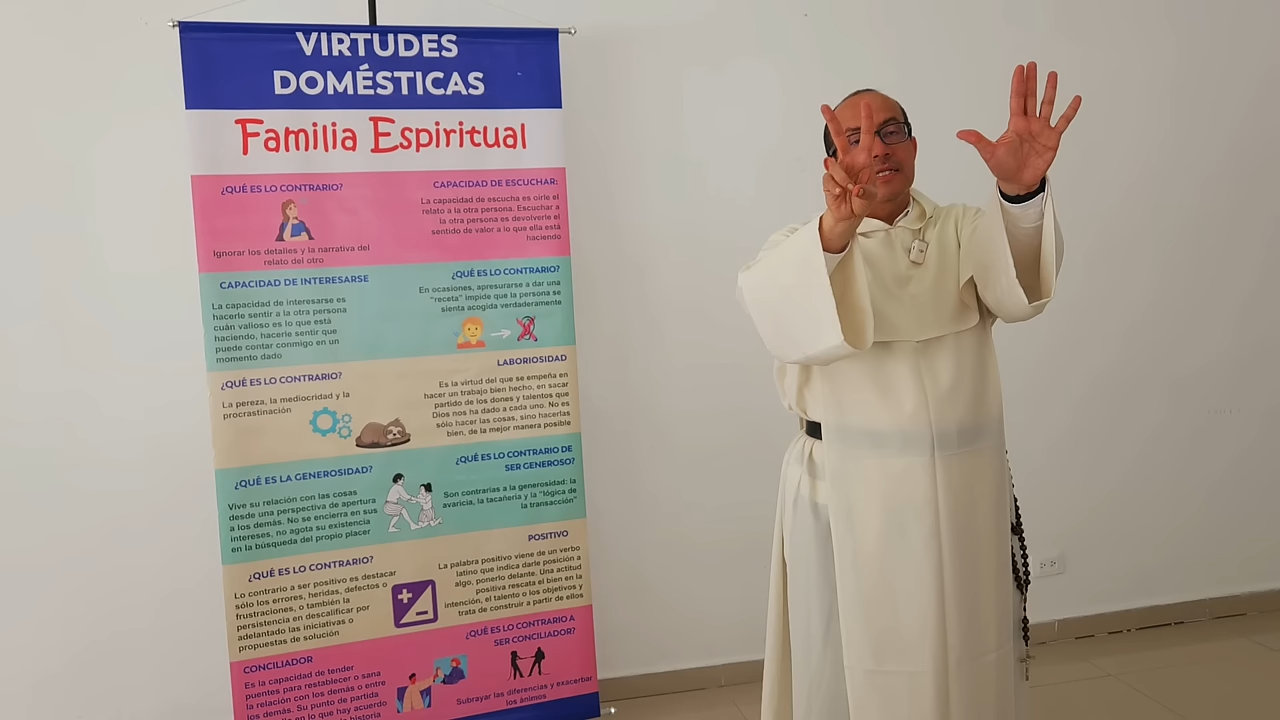 VIRTUDES
DOMÉSTICAS
Familia Espiritual
¿QUÉ ES LO CONTRARIO?
Ignorar los detalles y la narrativa del
relato del otro
CAPACIDAD DE ESCUCHAR:
La capacidad de escucha es oirle el
relato a la otra persona. Escuchar a
la otra persona es devolverle el
sentido de valor a lo que ella está
haciendo
CAPACIDAD DE INTERESARSE
La capacidad de interesarse es
hacerle sentir a la otra persona
cuán valioso es lo que está
haciendo, hacerle sentir que
puede contar conmigo en un
momento dado
¿QUÉ ES LO CONTRARIO?
En ocasiones, apresurarse a dar una
"receta" impide que la persona se
sienta acogida verdaderamente
¿QUÉ ES LO CONTRARIO?
La pereza, la mediocridad y la
procrastinación
LABORIOSIDAD
Es la virtud del que se empeña en
hacer un trabajo bien hecho, en sacar
partido de los dones y talentos que
Dios nos ha dado a cada uno. No es
sólo hacer las cosas, sino hacerlas
bien, de la mejor manera posible
¿QUÉ ES LA GENEROSIDAD?
Vive su relación con las cosas
desde una perspectiva de apertura
a los demás. No se encierra en sus
intereses, no agota su existencia
en la búsqueda del propio placer
¿QUÉ ES LO CONTRARIO DE
SER GENEROSO?
Son contrarias a la generosidad; la
avaricia, la tacañería y la "lógica de
la transacción"
¿QUÉ ES LO CONTRARIO?
Lo contrario a ser positivo es destacar
sólo los errores, heridas, defectos o
frustraciones, o también la
persistencia en descalificar por
adelantado las iniciativas o
propuestas de solución
POSITIVO
La palabra positivo viene de un verbo
latino que indica darle posición a
algo, ponerlo delante. Una actitud
positiva rescata el bien en la
intención, el talento o los objetivos y
trata de construir a partir de ellos
CONCILIADOR
Es la capacidad de tender
puentes para restablecer o sana
la relación con los demás o entre
los demás. Su punto de partida
en lo que hay acuerdo
la historia
¿QUÉ ES LO CONTRARIO A
SER CONCILIADOR?
Subrayar las diferencias y exacerbar
los ánimos